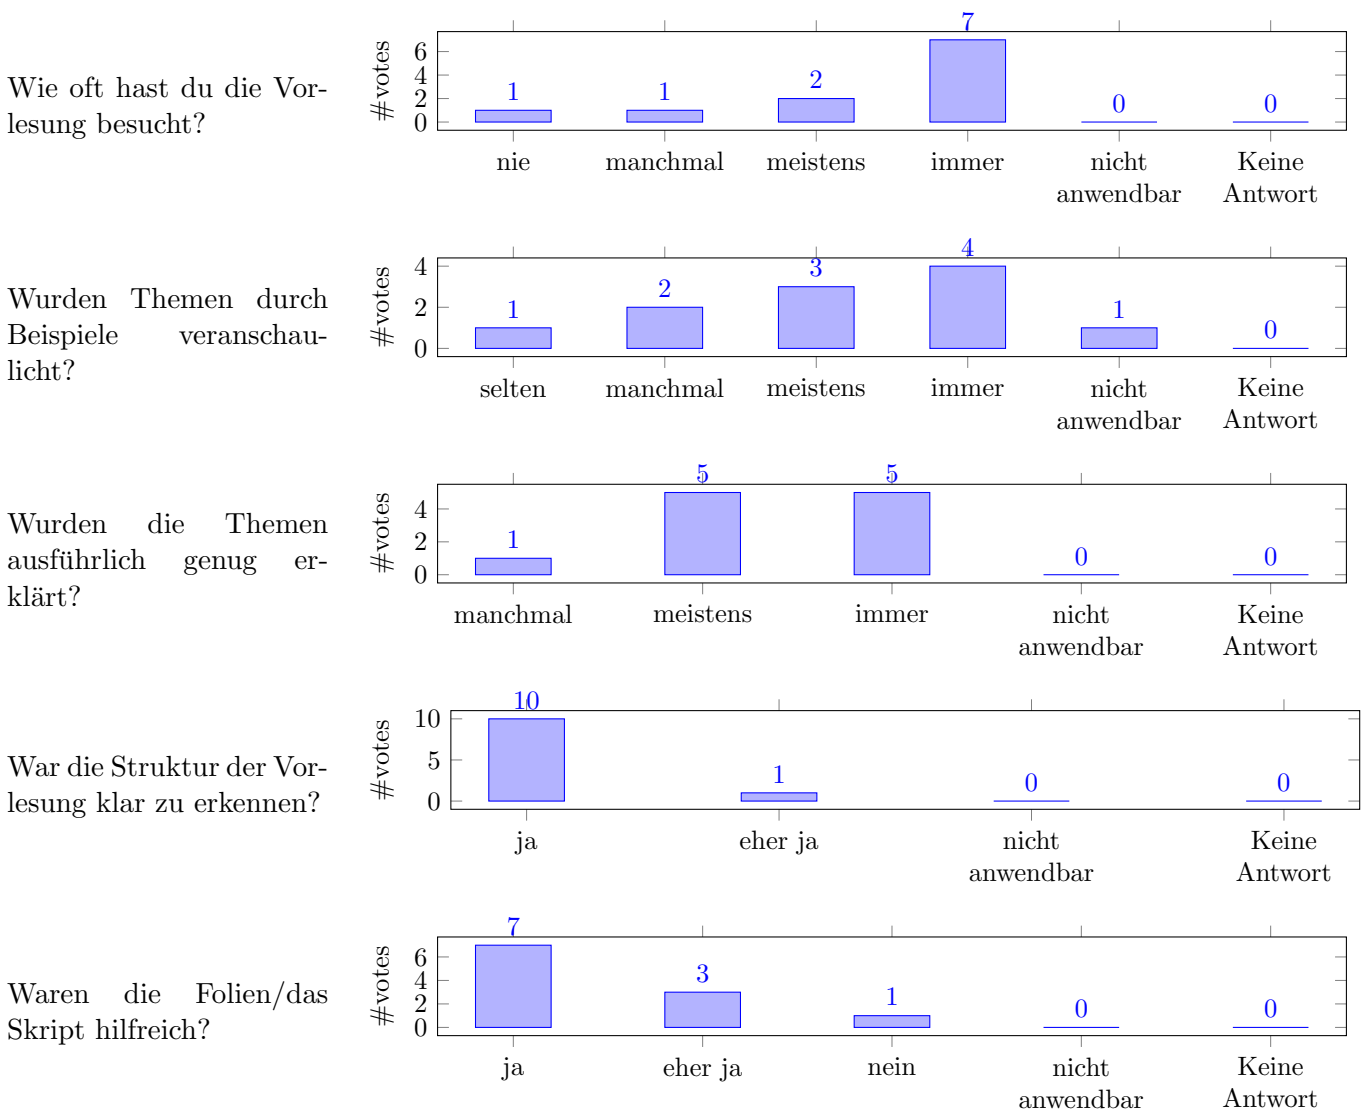 Wie oft hast du die Vor-
lesung besucht?
#votes
6
4
2
0
1 1 2 7 0 0
nie manchmal meistens immer nicht anwendbar Keine Antwort
Wurden Themen durch
Beispiele veranschau-
licht?
#votes
4
2
0
1 2 3 4 1 0
selten manchmal meistens immer nicht anwendbar Keine Antwort
Wurden die Themen
ausführlich genug er-
klärt?
#votes
4
2
0
1 5 5 0 0
manchmal meistens immer nicht anwendbar Keine Antwort
War die Struktur der Vor-
lesung klar zu erkennen?
#votes
10
5
0
10 1 0 0
ja eher ja nicht anwendbar Keine Antwort
Waren die Folien/das
Skript hilfreich?
#votes
6
4
2
0
7 3 1 0 0
ja eher ja nein nicht anwendbar Keine Antwort